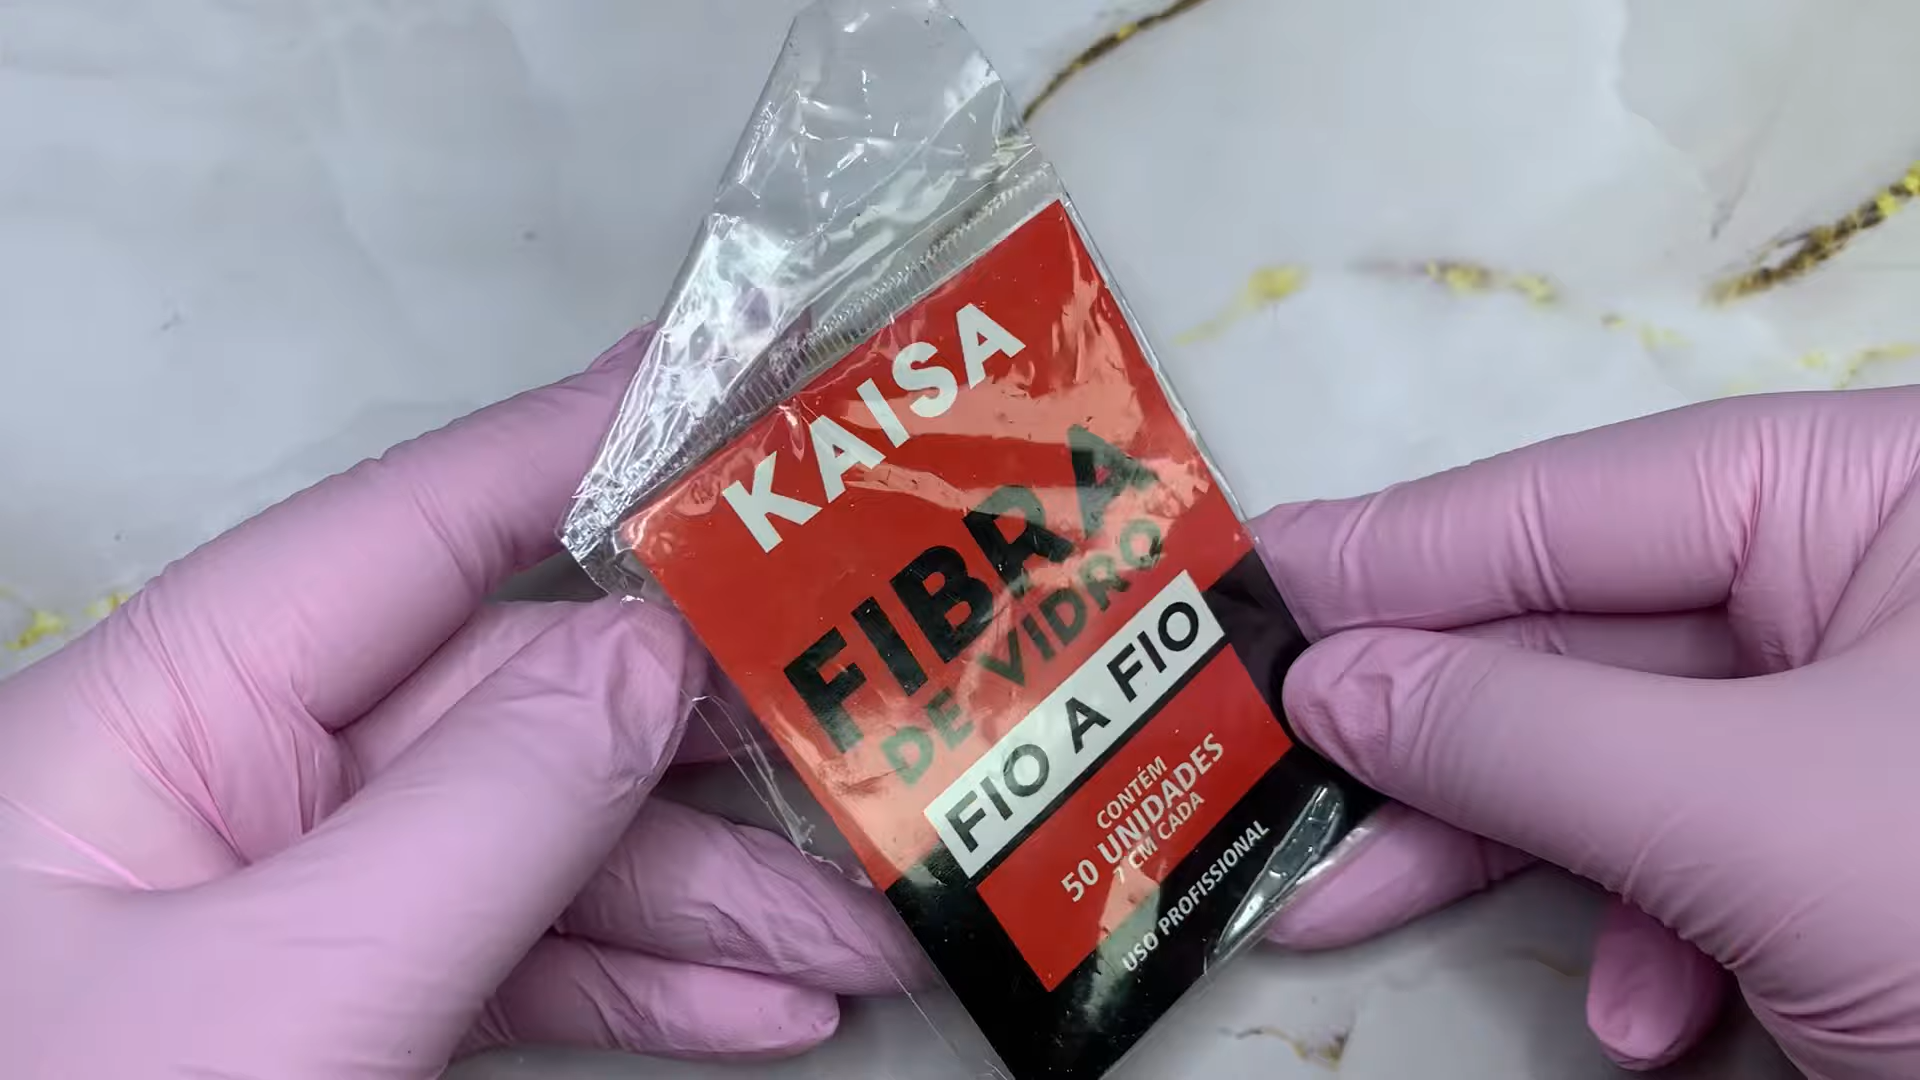 KAISA
FIBRA
DE VIDRO
FIO A FIO
CONTÉM
50 UNIDADES
7 CM CADA
USO PROFISSIONAL